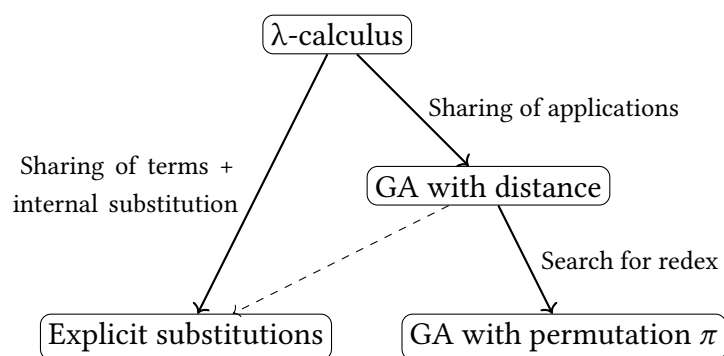 λ-calculus
Sharing of applications
Sharing of terms +
internal substitution
GA with distance
Search for redex
Explicit substitutions
GA with permutation π